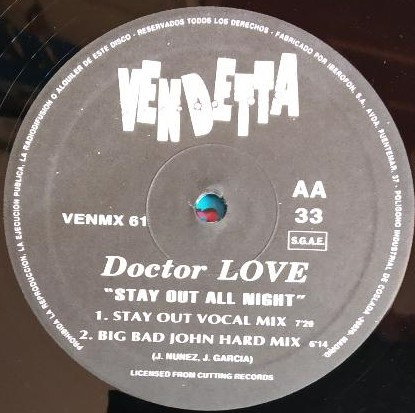 PROHIBIDA LA REPRODUCCION, LA EJECUCION PUBLICA, LA RADIODIFUSION O ALQUILER DE ESTE DISCO - RESERVADOS TODOS LOS DERECHOS - FABRICADO POR IBEROFON, S.A. AVDA. FUENTEMAR, 37 - POLIGONO INDUSTRIAL DE COSLADA - MADRID
VENDETTA
VENMX 61
AA
33
S.G.A.E.
Doctor LOVE
"STAY OUT ALL NIGHT"
1. STAY OUT VOCAL MIX 7'29
2. BIG BAD JOHN HARD MIX 6'14
(J. NUNEZ, J. GARCIA)
LICENSED FROM CUTTING RECORDS